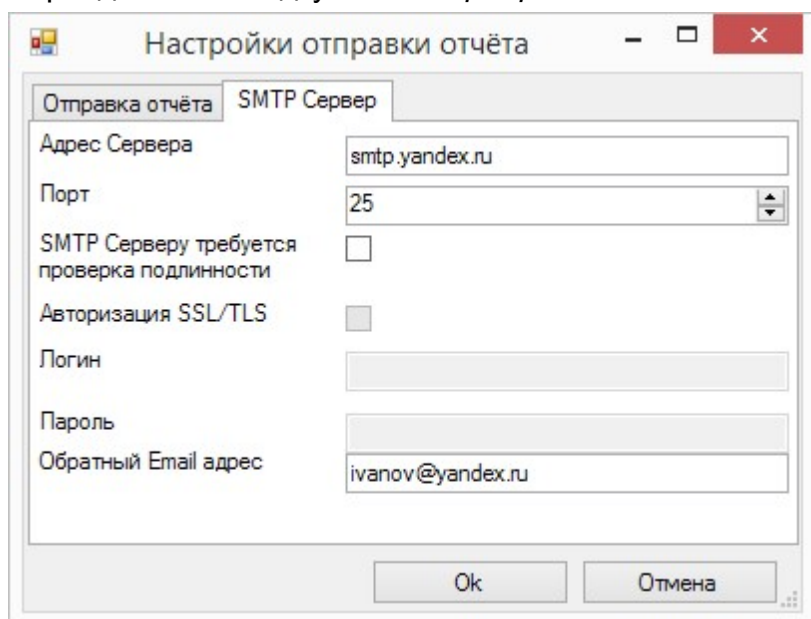 Настройки отправки отчёта
Отправка отчёта
SMTP Сервер
Адрес Сервера
smtp.yandex.ru
Порт
25
SMTP Серверу требуется
проверка подлинности
Авторизация SSL/TLS
Логин
Пароль
Обратный Email адрес
ivanov@yandex.ru
Ok
Отмена